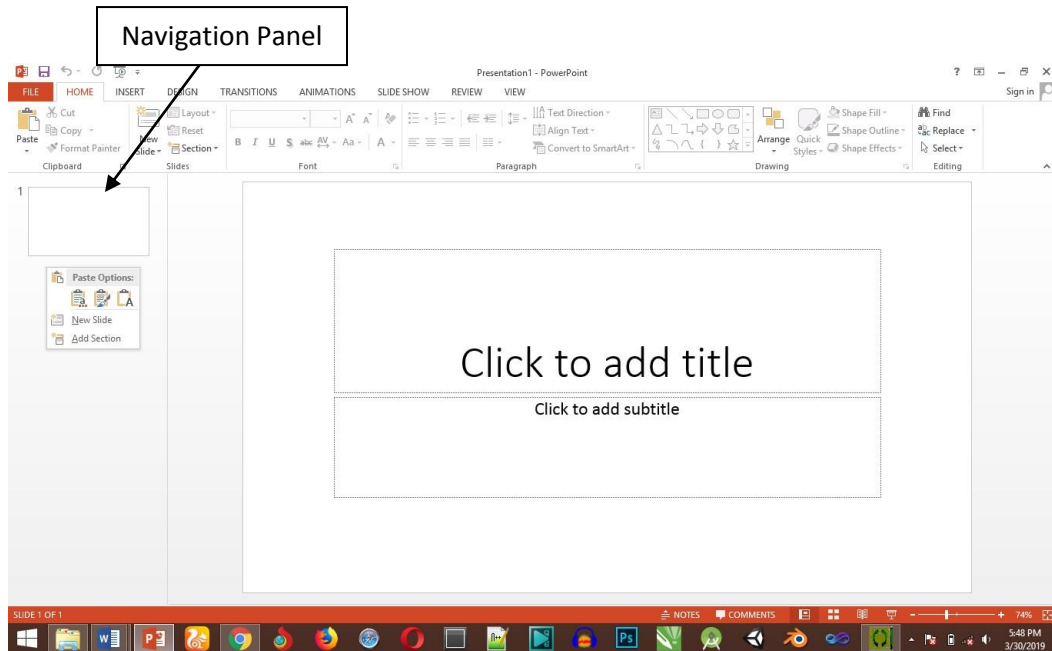 Navigation Panel
Presentation1 - PowerPoint
?
FILE HOME INSERT DESIGN TRANSITIONS ANIMATIONS SLIDE SHOW REVIEW VIEW Sign in
Cut
Copy
Format Painter
Paste
Clipboard
New
Slide
Layout
Reset
Section
Slides
B I U S abc AV Aa A
Font
Text Direction
Align Text
Convert to SmartArt
Paragraph
Arrange
Quick
Styles
Shape Fill
Shape Outline
Shape Effects
Drawing
Find
Replace
Select
Editing
1
Paste Options:
New Slide
Add Section
Click to add title
Click to add subtitle
SLIDE 1 OF 1 NOTES COMMENTS 74%
5:48 PM
3/30/2019